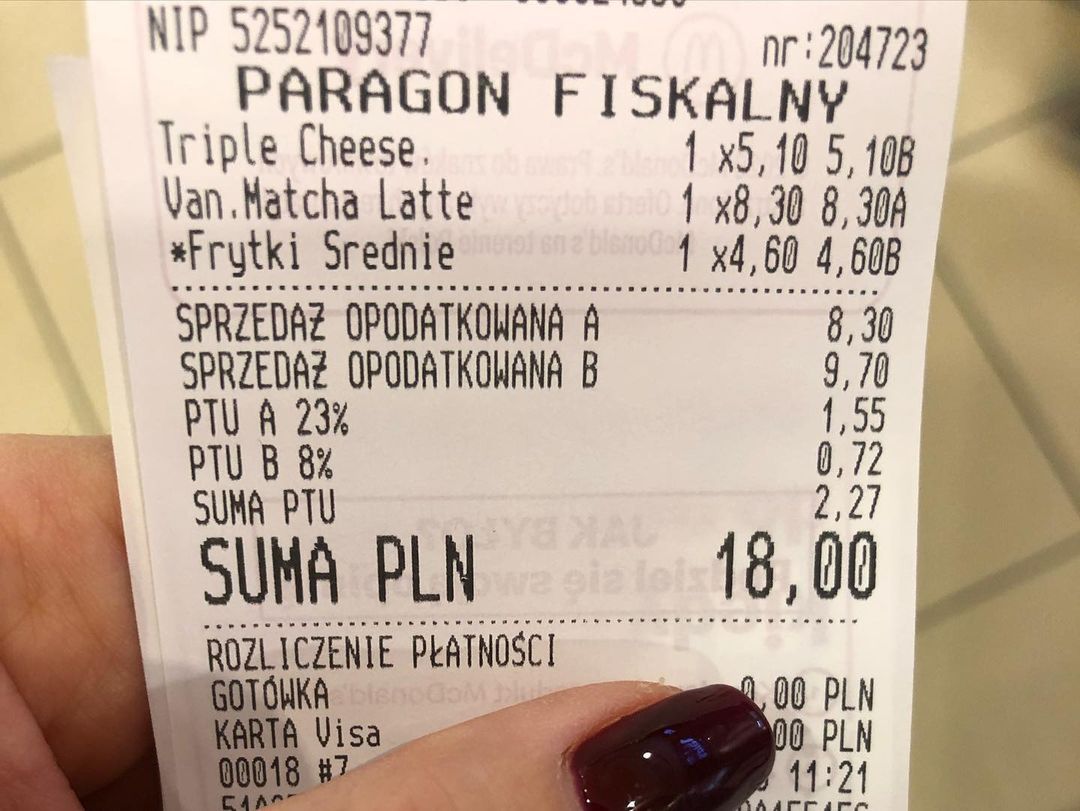 NIP 5252109377 nr:204723
PARAGON FISKALNY
Triple Cheese. 1 x5,10 5,10B
Van.Matcha Latte 1 x8,30 8,30A
*Frytki Srednie 1 x4,60 4,60B
SPRZEDAŻ OPODATKOWANA A 8,30
SPRZEDAŻ OPODATKOWANA B 9,70
PTU A 23% 1,55
PTU B 8% 0,72
SUMA PTU 2,27
SUMA PLN 18,00
ROZLICZENIE PŁATNOŚCI
GOTÓWKA 0,00 PLN
KARTA Visa 00 PLN
00018 #7 11:21